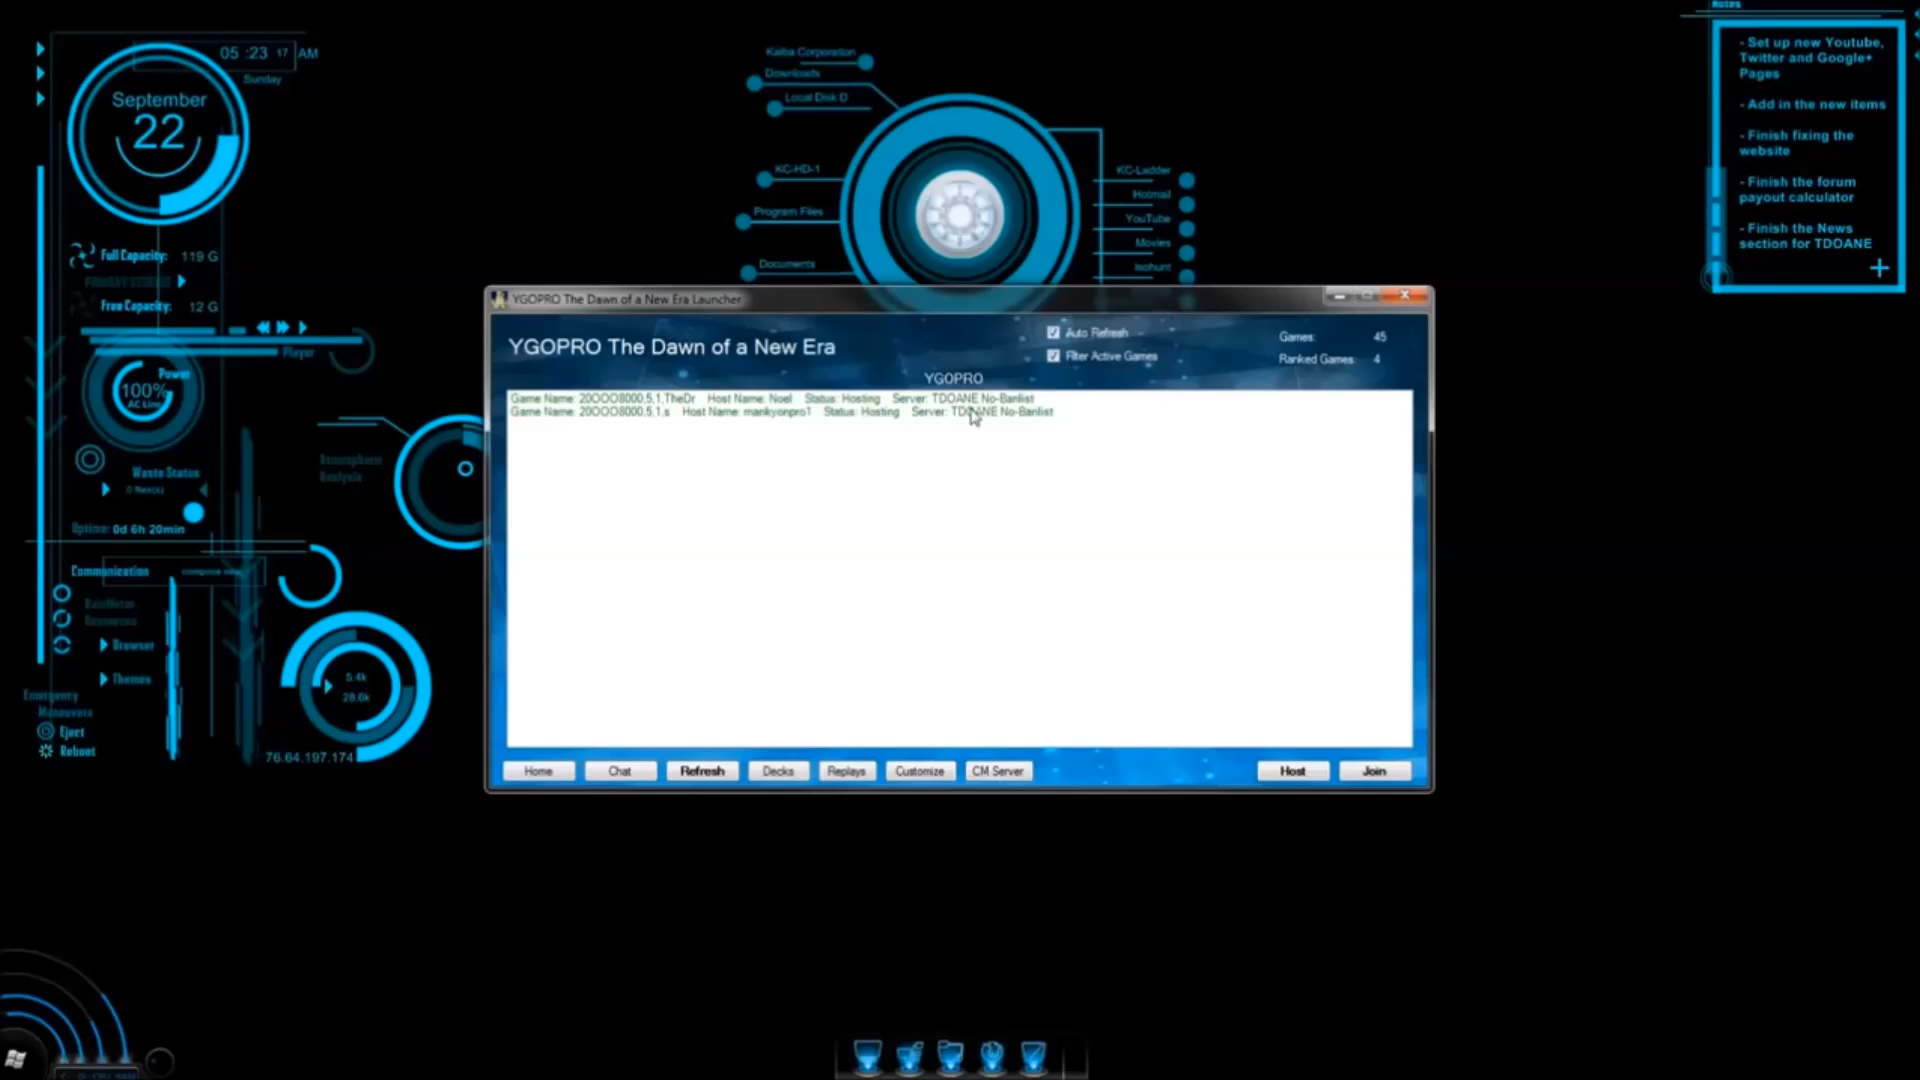 Notes
- Set up new Youtube,
Twitter and Google+
Pages
- Add in the new items
- Finish fixing the
website
- Finish the forum
payout calculator
- Finish the News
section for TDOANE
05 :23 17 AM
Sunday
September
22
Full Capacity: 119 G
Free Capacity: 12 G
Player
Power
100%
AC Line
Waste Status
Uptime: 0d 6h 20min
Communication
Browser
Themes
Emergency
Maneuvers
Eject
Reboot
5.4k
28.6k
76.64.197.174
Kaiba Corporation
Downloads
Local Disk D
KC-HD-1
Program Files
Documents
KC-Ladder
Hotmail
YouTube
Movies
Isohunt
YGOPRO The Dawn of a New Era Launcher
YGOPRO The Dawn of a New Era
Auto Refresh
Filter Active Games
Games: 45
Ranked Games: 4
YGOPRO
Game Name: 20OOO8000,5,1,TheDr Host Name: Noel Status: Hosting Server: TDOANE No-Banlist
Game Name: 20OOO8000,5,1,s Host Name: mankyonpro1 Status: Hosting Server: TDOANE No-Banlist
Home Chat Refresh Decks Replays Customize CM Server Host Join